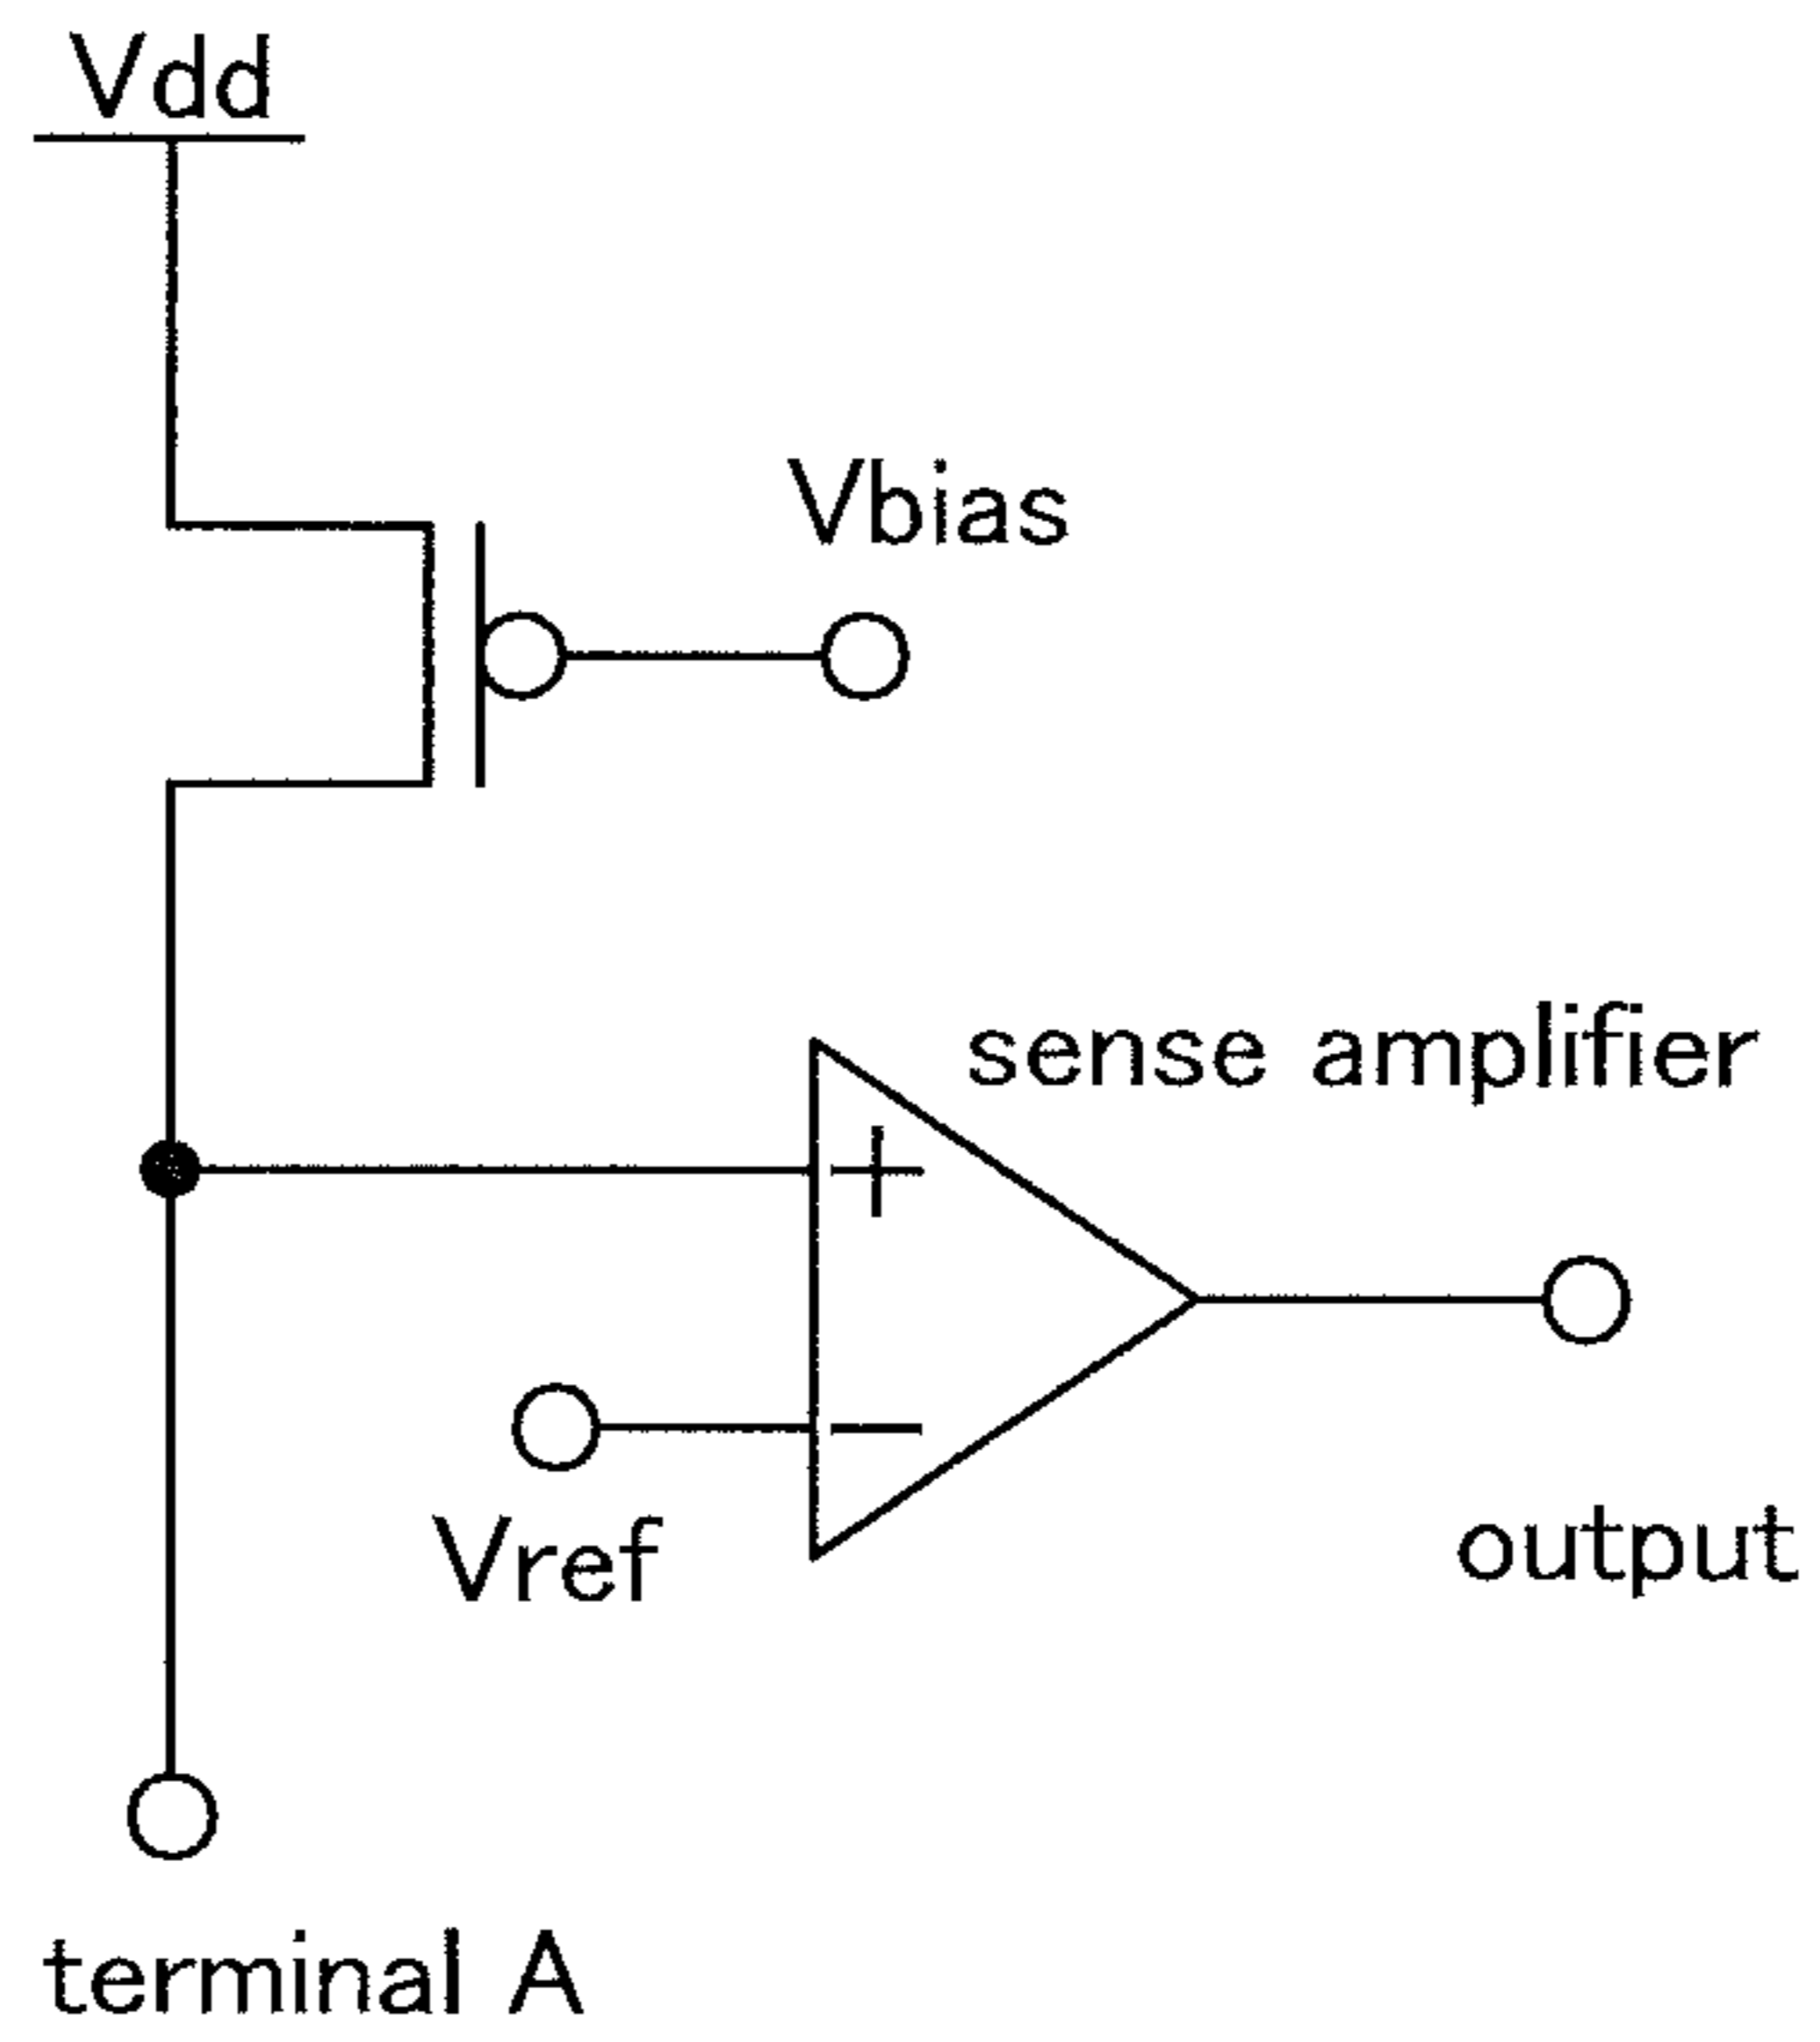 Vdd
Vbias
sense amplifier
+
−
Vref
output
terminal A